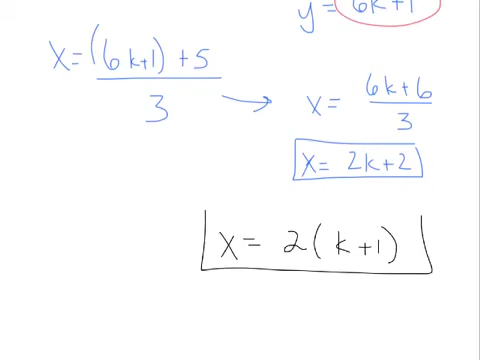 y = 6k+1
x = (6k+1) + 5 / 3
x = 6k+6 / 3
x = 2k+2
x = 2(k+1)